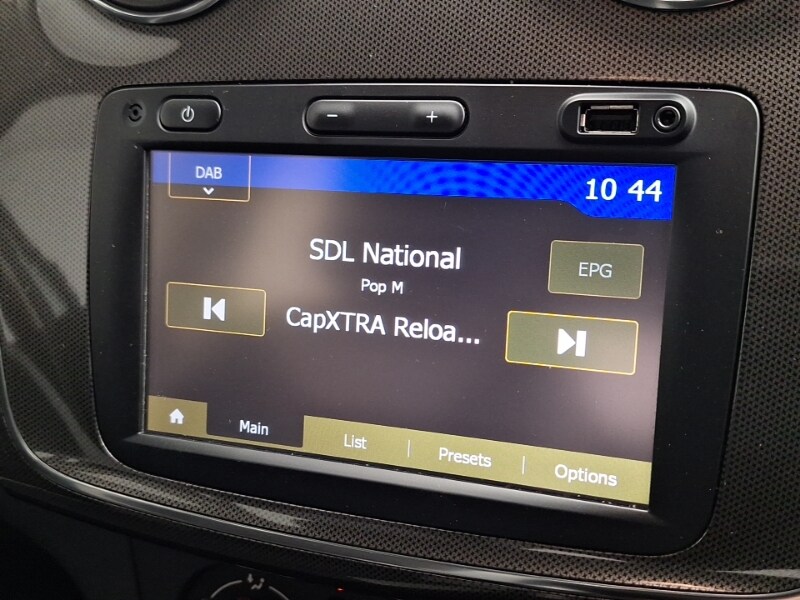 − +
DAB
10 44
SDL National
EPG
Pop M
CapXTRA Reloa...
Main
List
Presets
Options